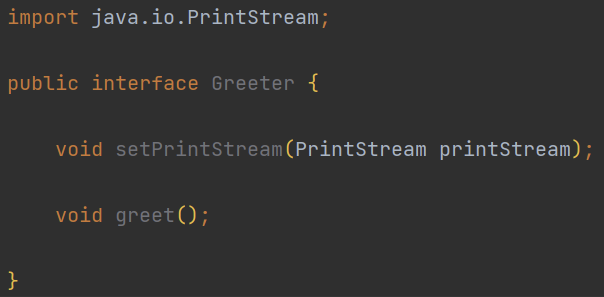 import java.io.PrintStream;
public interface Greeter {
void setPrintStream(PrintStream printStream);
void greet();
}